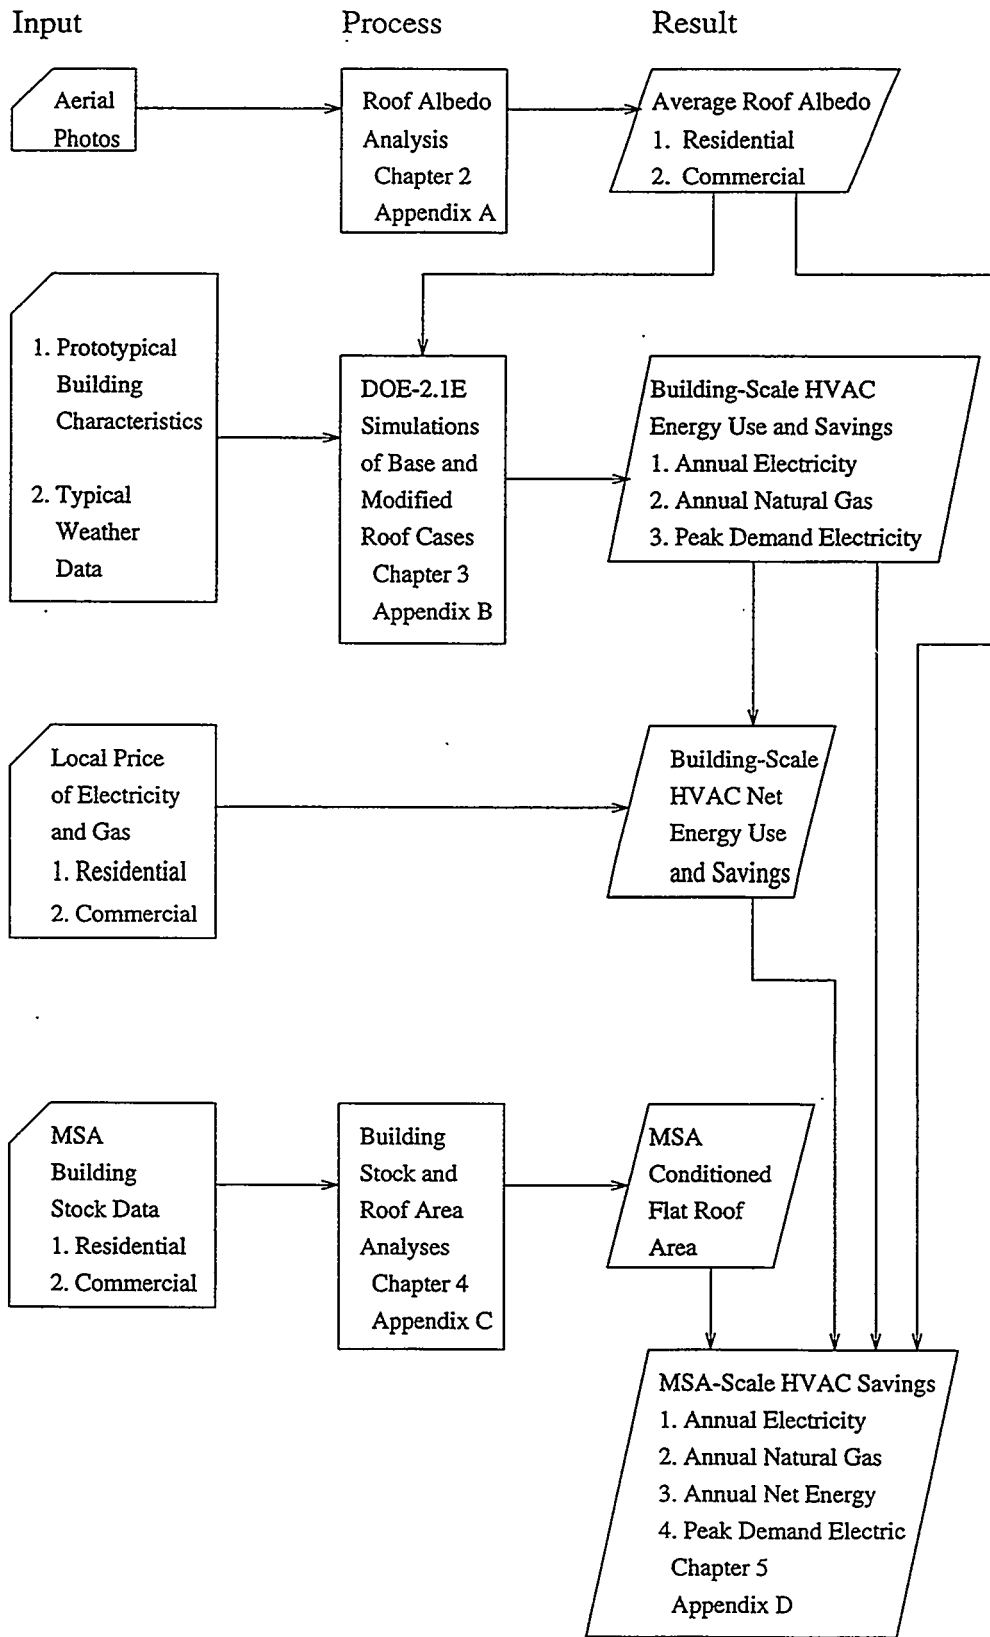 Input
Process
Result
Aerial
Photos
Roof Albedo
Analysis
Chapter 2
Appendix A
Average Roof Albedo
1. Residential
2. Commercial
1. Prototypical
Building
Characteristics
2. Typical
Weather
Data
DOE-2.1E
Simulations
of Base and
Modified
Roof Cases
Chapter 3
Appendix B
Building-Scale HVAC
Energy Use and Savings
1. Annual Electricity
2. Annual Natural Gas
3. Peak Demand Electricity
Local Price
of Electricity
and Gas
1. Residential
2. Commercial
Building-Scale
HVAC Net
Energy Use
and Savings
MSA
Building
Stock Data
1. Residential
2. Commercial
Building
Stock and
Roof Area
Analyses
Chapter 4
Appendix C
MSA
Conditioned
Flat Roof
Area
MSA-Scale HVAC Savings
1. Annual Electricity
2. Annual Natural Gas
3. Annual Net Energy
4. Peak Demand Electric
Chapter 5
Appendix D